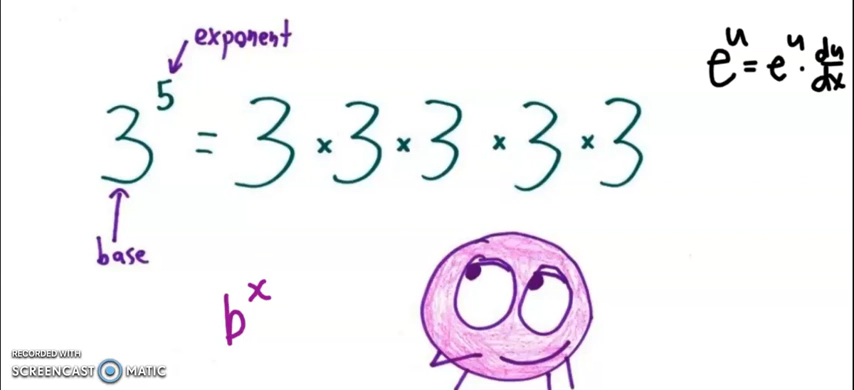 exponent
e^u = e^u · du/dx
3^5 = 3 × 3 × 3 × 3 × 3
base
b^x
RECORDED WITH
SCREENCAST MATIC